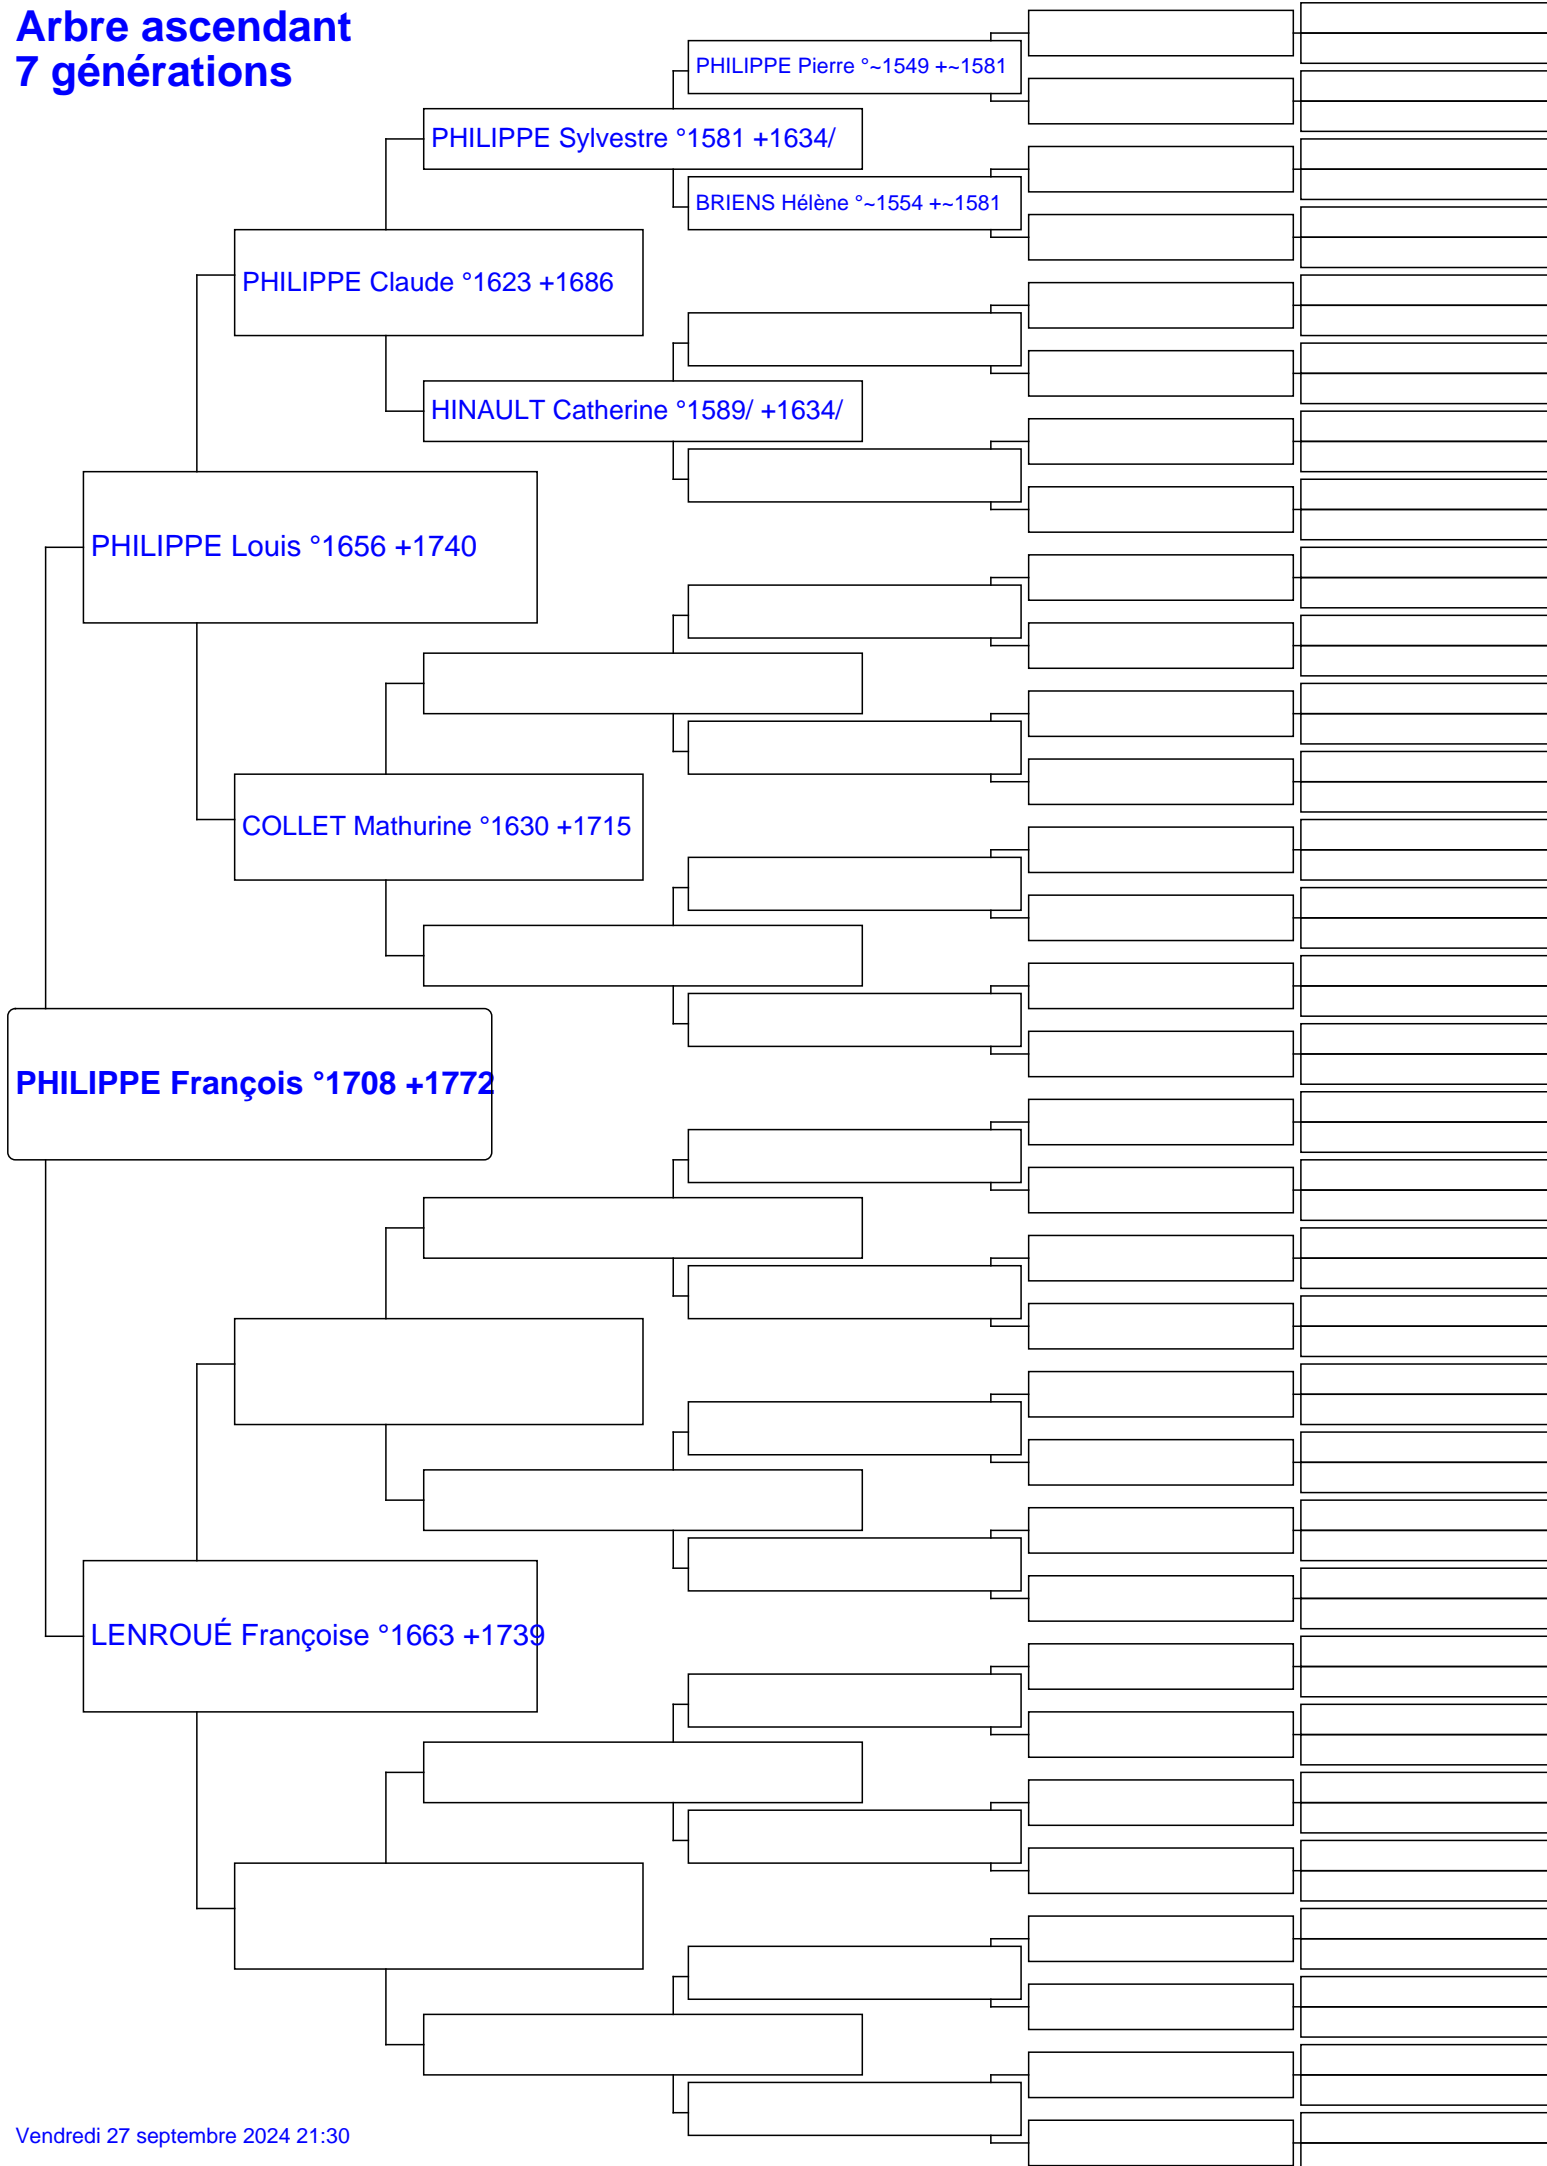 Arbre ascendant
7 générations
PHILIPPE Pierre °~1549 +~1581
PHILIPPE Sylvestre °1581 +1634/
BRIENS Hélène °~1554 +~1581
PHILIPPE Claude °1623 +1686
HINAULT Catherine °1589/ +1634/
PHILIPPE Louis °1656 +1740
COLLET Mathurine °1630 +1715
PHILIPPE François °1708 +1772
LENROUÉ Françoise °1663 +1739
Vendredi 27 septembre 2024 21:30